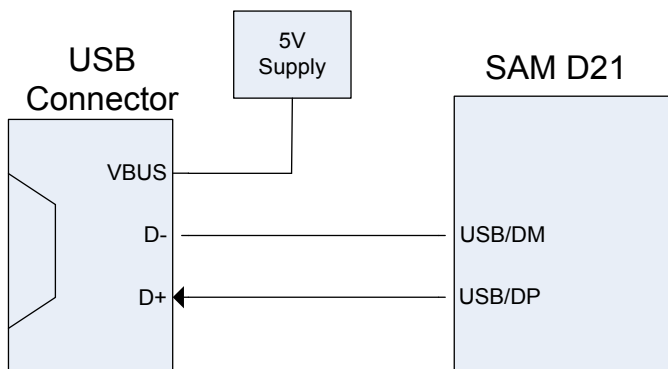 USB
Connector
5V
Supply
SAM D21
VBUS
D-
USB/DM
D+
USB/DP